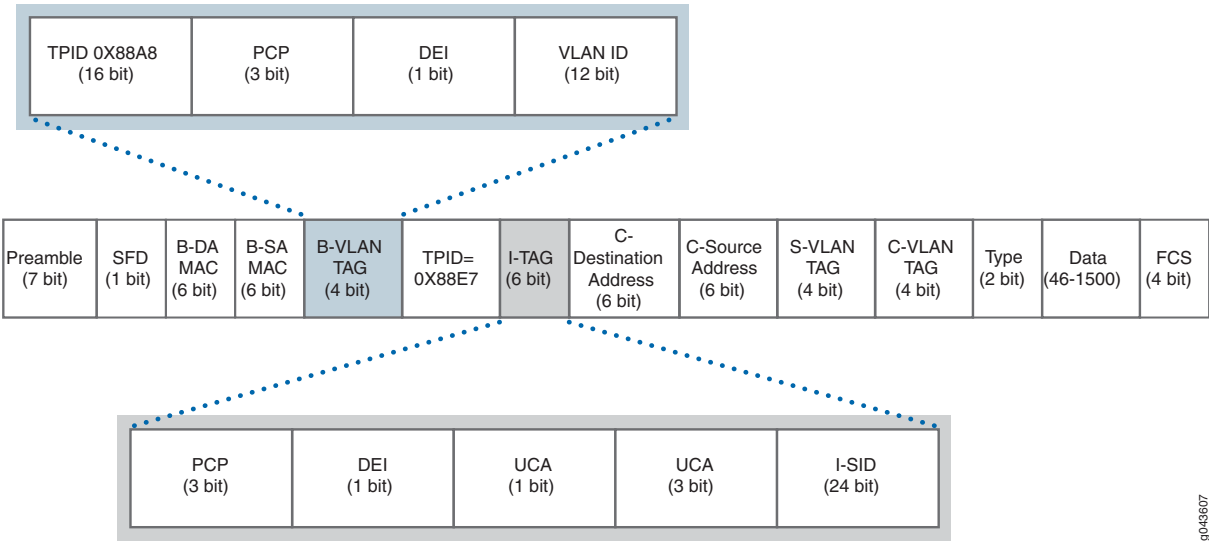 TPID 0X88A8
(16 bit)
PCP
(3 bit)
DEI
(1 bit)
VLAN ID
(12 bit)
Preamble
(7 bit)
SFD
(1 bit)
B-DA
MAC
(6 bit)
B-SA
MAC
(6 bit)
B-VLAN
TAG
(4 bit)
TPID=
0X88E7
I-TAG
(6 bit)
C-
Destination
Address
(6 bit)
C-Source
Address
(6 bit)
S-VLAN
TAG
(4 bit)
C-VLAN
TAG
(4 bit)
Type
(2 bit)
Data
(46-1500)
FCS
(4 bit)
PCP
(3 bit)
DEI
(1 bit)
UCA
(1 bit)
UCA
(3 bit)
I-SID
(24 bit)
g043607